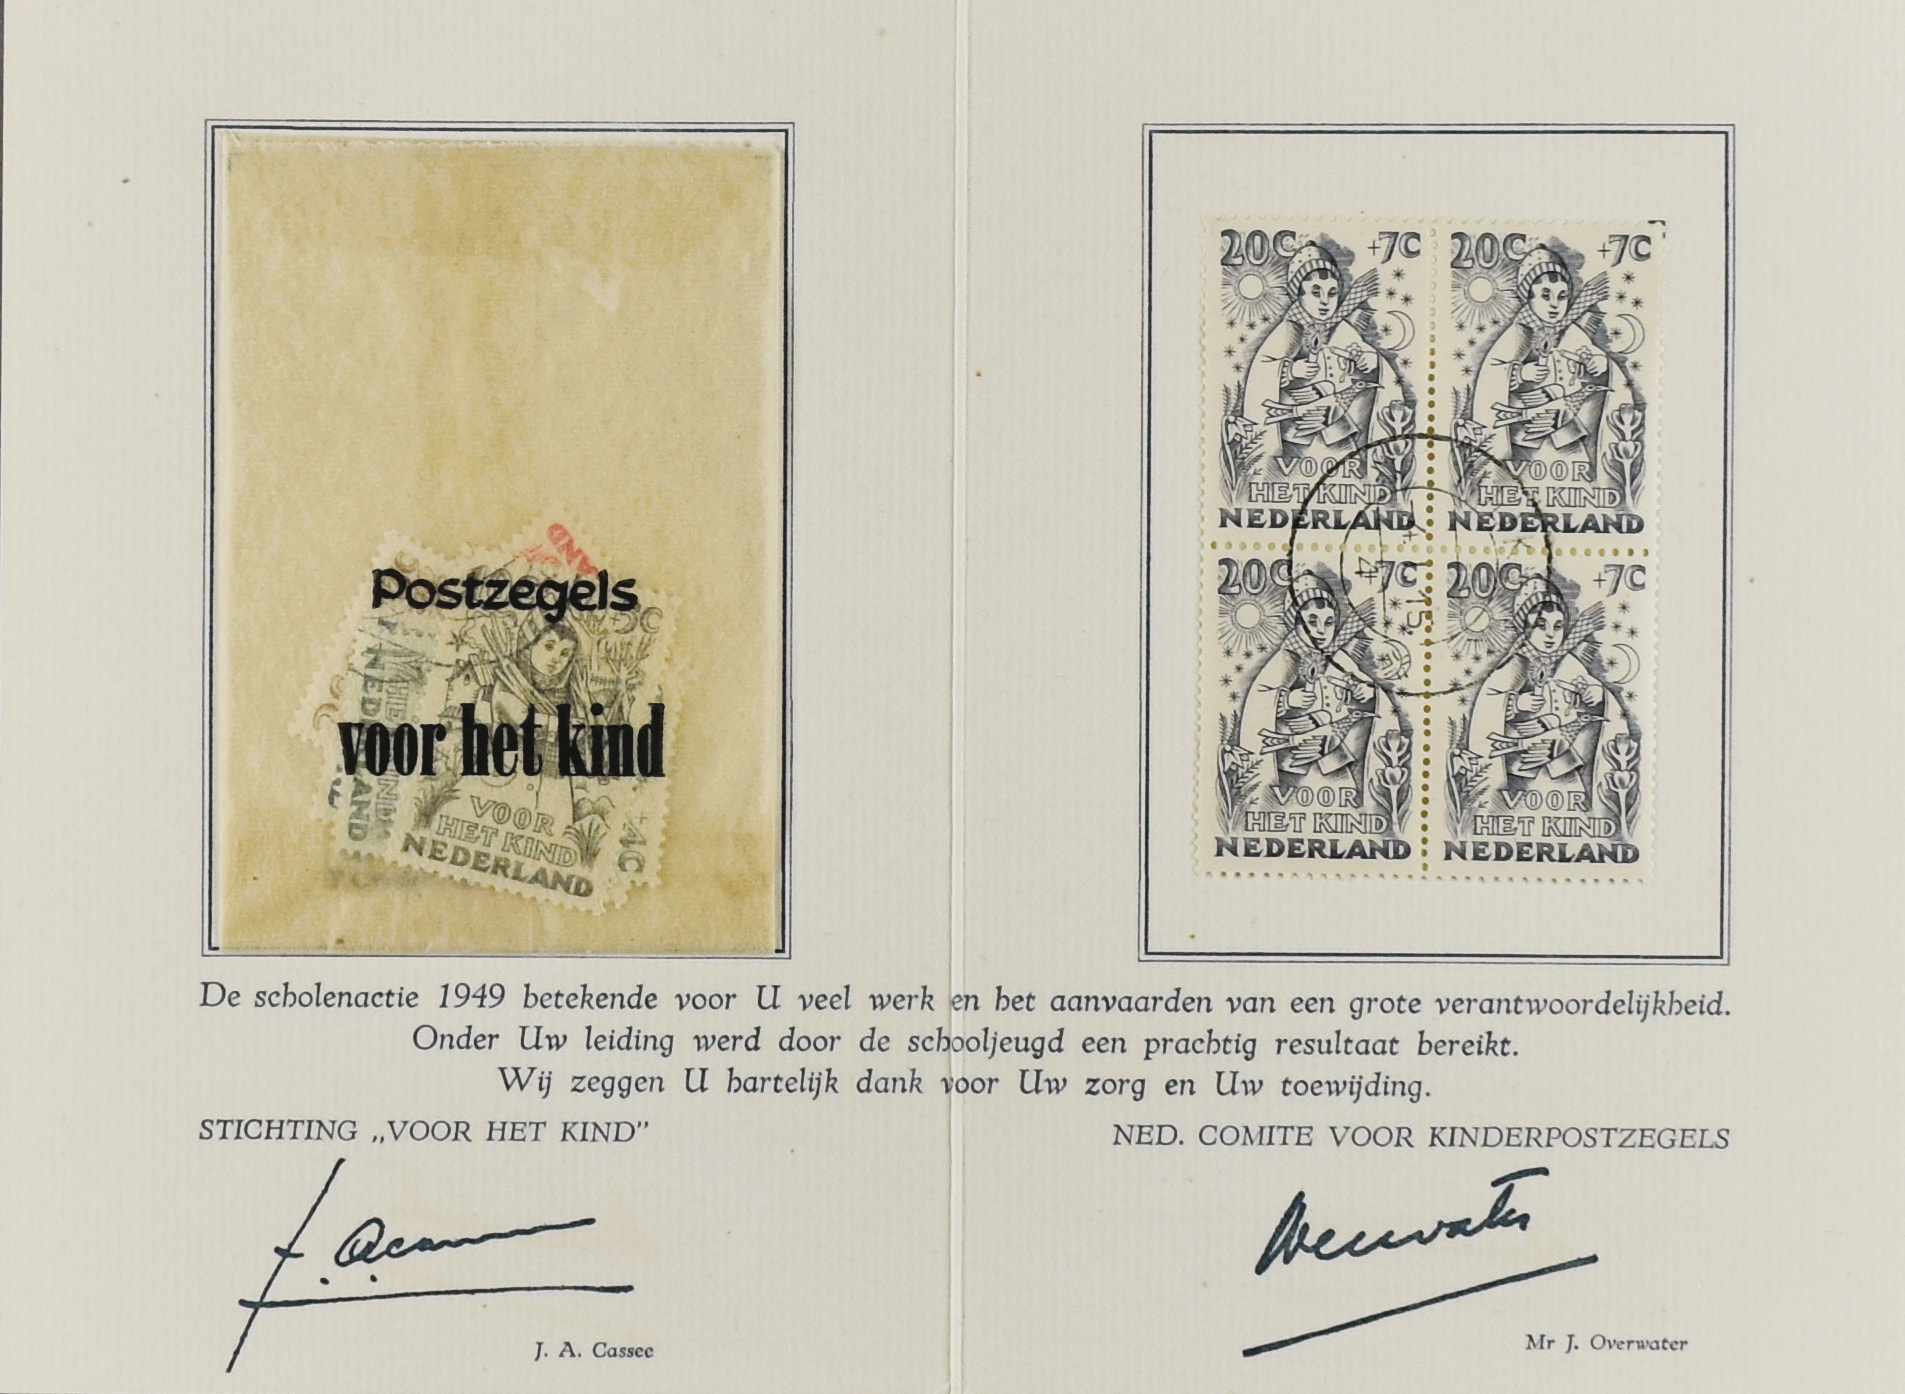 Postzegels
voor het kind
+5C
+4C
VOOR
HET KIND
NEDERLAND
20C +7C
VOOR
HET KIND
NEDERLAND
20C +7C
VOOR
HET KIND
NEDERLAND
20C +7C
VOOR
HET KIND
NEDERLAND
20C +7C
VOOR
HET KIND
NEDERLAND
De scholenactie 1949 betekende voor U veel werk en het aanvaarden van een grote verantwoordelijkheid.
Onder Uw leiding werd door de schooljeugd een prachtig resultaat bereikt.
Wij zeggen U hartelijk dank voor Uw zorg en Uw toewijding.
STICHTING „VOOR HET KIND”
NED. COMITE VOOR KINDERPOSTZEGELS
Overwater
J. A. Cassee
Mr J. Overwater